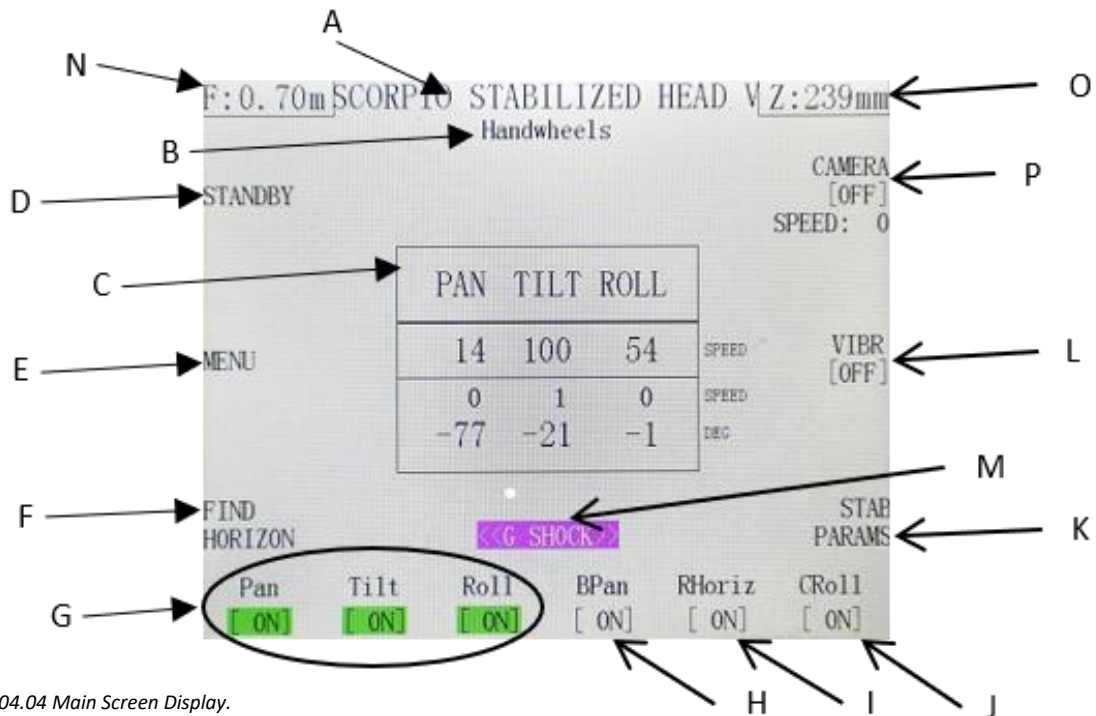 A
N
O
F:0.70m SCORPIO STABILIZED HEAD V Z:239mm
B
Handwheels
D
STANDBY
CAMERA
[OFF]
SPEED: 0
P
C
PAN TILT ROLL
14 100 54 SPEED
0 1 0 SPEED
-77 -21 -1 DEG
E
MENU
VIBR
[OFF]
L
M
F
FIND
HORIZON
<<G SHOCK>>
STAB
PARAMS
K
G
Pan Tilt Roll BPan RHoriz CRoll
[ ON] [ ON] [ ON] [ ON] [ ON] [ ON]
H I J
04.04 Main Screen Display.